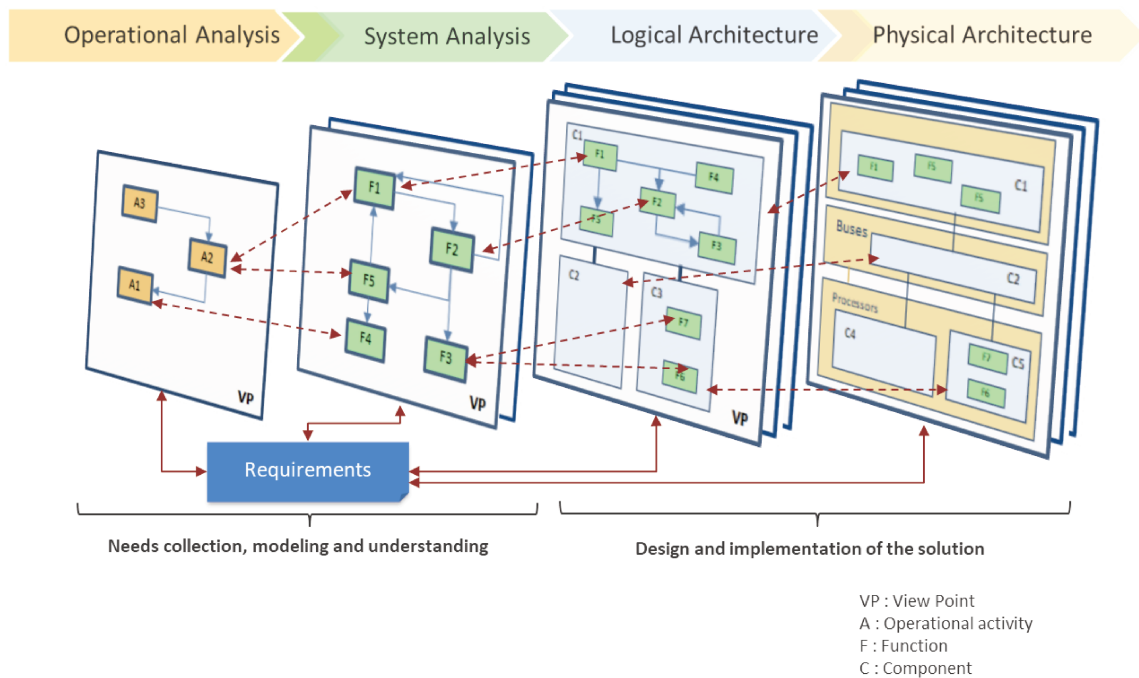 Operational Analysis
System Analysis
Logical Architecture
Physical Architecture
A3
A2
A1
VP
F1
F2
F5
F4
F3
VP
C1
F1
F4
F2
F5
F3
C2
C3
F7
F6
VP
F1
F5
F5
C1
Buses
C2
Processors
C4
F7
C5
F6
Requirements
Needs collection, modeling and understanding
Design and implementation of the solution
VP : View Point
A : Operational activity
F : Function
C : Component